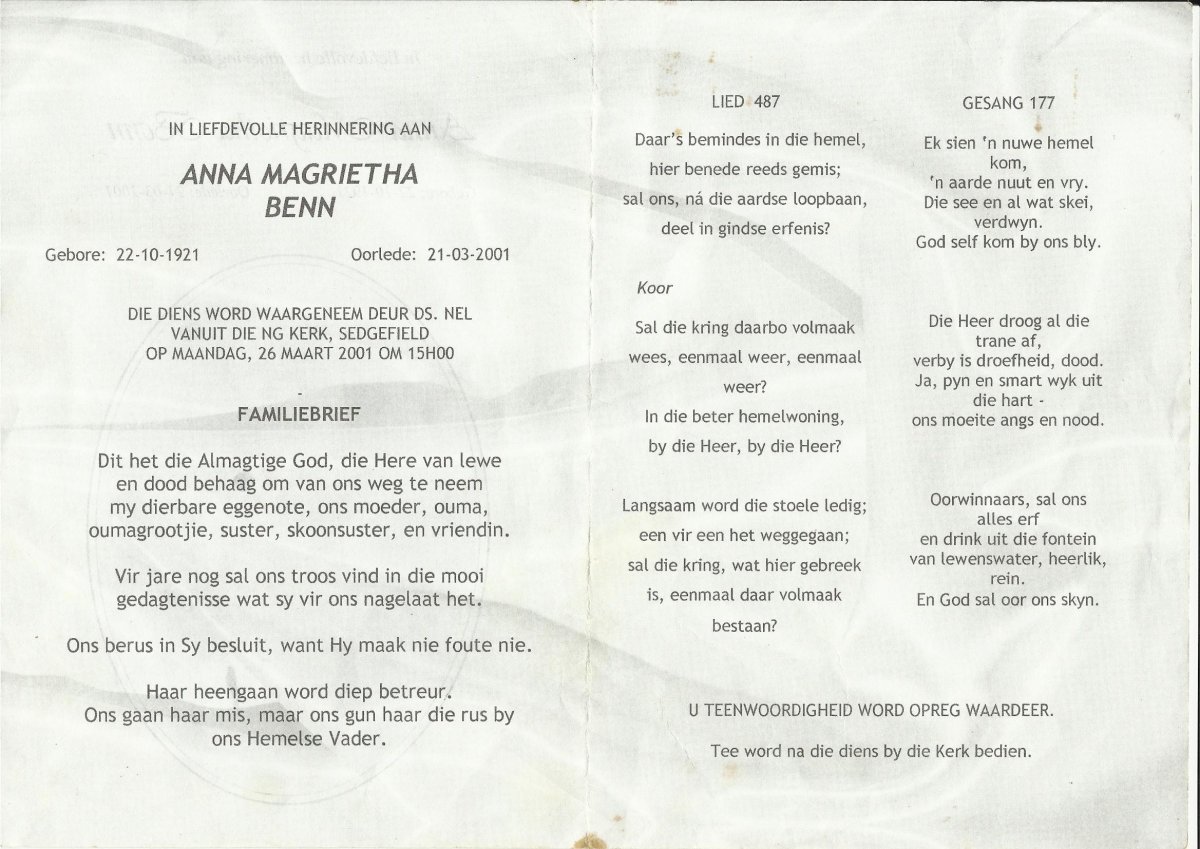 IN LIEFDEVOLLE HERINNERING AAN
ANNA MAGRIETHA
BENN
Gebore: 22-10-1921 Oorlede: 21-03-2001
DIE DIENS WORD WAARGENEEM DEUR DS. NEL
VANUIT DIE NG KERK, SEDGEFIELD
OP MAANDAG, 26 MAART 2001 OM 15H00
FAMILIEBRIEF
Dit het die Almagtige God, die Here van lewe
en dood behaag om van ons weg te neem
my dierbare eggenote, ons moeder, ouma,
oumagrootjie, suster, skoonsuster, en vriendin.
Vir jare nog sal ons troos vind in die mooi
gedagtenisse wat sy vir ons nagelaat het.
Ons berus in Sy besluit, want Hy maak nie foute nie.
Haar heengaan word diep betreur.
Ons gaan haar mis, maar ons gun haar die rus by
ons Hemelse Vader.
LIED 487
Daar's bemindes in die hemel,
hier benede reeds gemis;
sal ons, ná die aardse loopbaan,
deel in gindse erfenis?
Koor
Sal die kring daarbo volmaak
wees, eenmaal weer, eenmaal
weer?
In die beter hemelwoning,
by die Heer, by die Heer?
Langsaam word die stoele ledig;
een vir een het weggegaan;
sal die kring, wat hier gebreek
is, eenmaal daar volmaak
bestaan?
GESANG 177
Ek sien 'n nuwe hemel
kom,
'n aarde nuut en vry.
Die see en al wat skei,
verdwyn.
God self kom by ons bly.
Die Heer droog al die
trane af,
verby is droefheid, dood.
Ja, pyn en smart wyk uit
die hart -
ons moeite angs en nood.
Oorwinnaars, sal ons
alles erf
en drink uit die fontein
van lewenswater, heerlik,
rein.
En God sal oor ons skyn.
U TEENWOORDIGHEID WORD OPREG WAARDEER.
Tee word na die diens by die Kerk bedien.